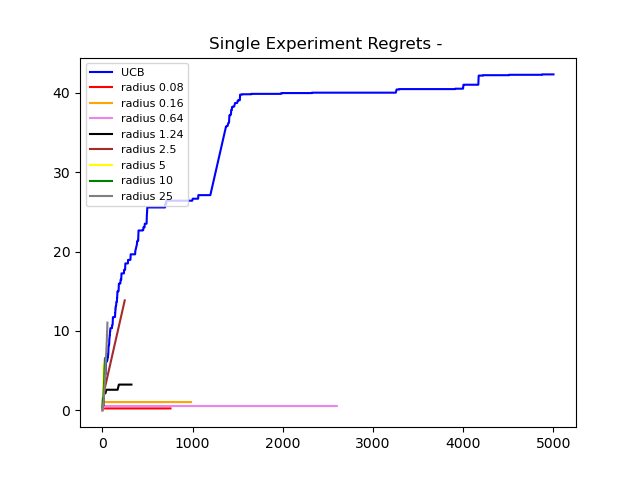 Single Experiment Regrets -
UCB
radius 0.08
radius 0.16
radius 0.64
radius 1.24
radius 2.5
radius 5
radius 10
radius 25
40
30
20
10
0
0 1000 2000 3000 4000 5000